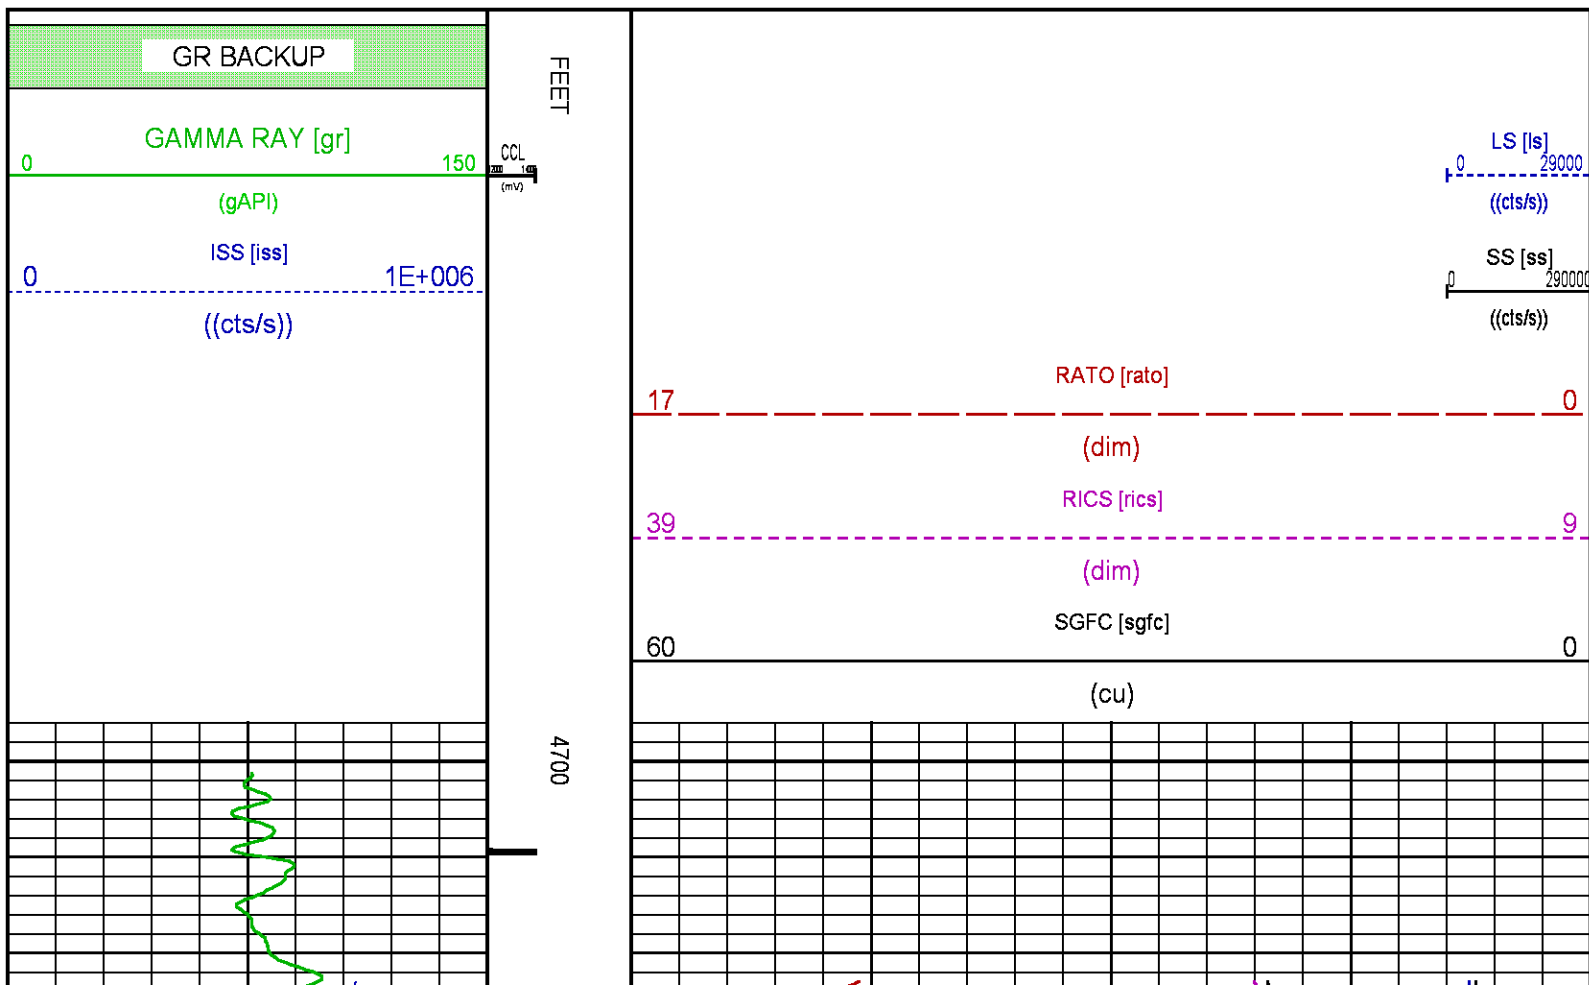 GR BACKUP
FEET
GAMMA RAY [gr]
0 150
(gAPI)
CCL
(mV)
ISS [iss]
0 1E+006
((cts/s))
LS [ls]
0 29000
((cts/s))
SS [ss]
0 290000
((cts/s))
RATO [rato]
17 0
(dim)
RICS [rics]
39 9
(dim)
SGFC [sgfc]
60 0
(cu)
4700